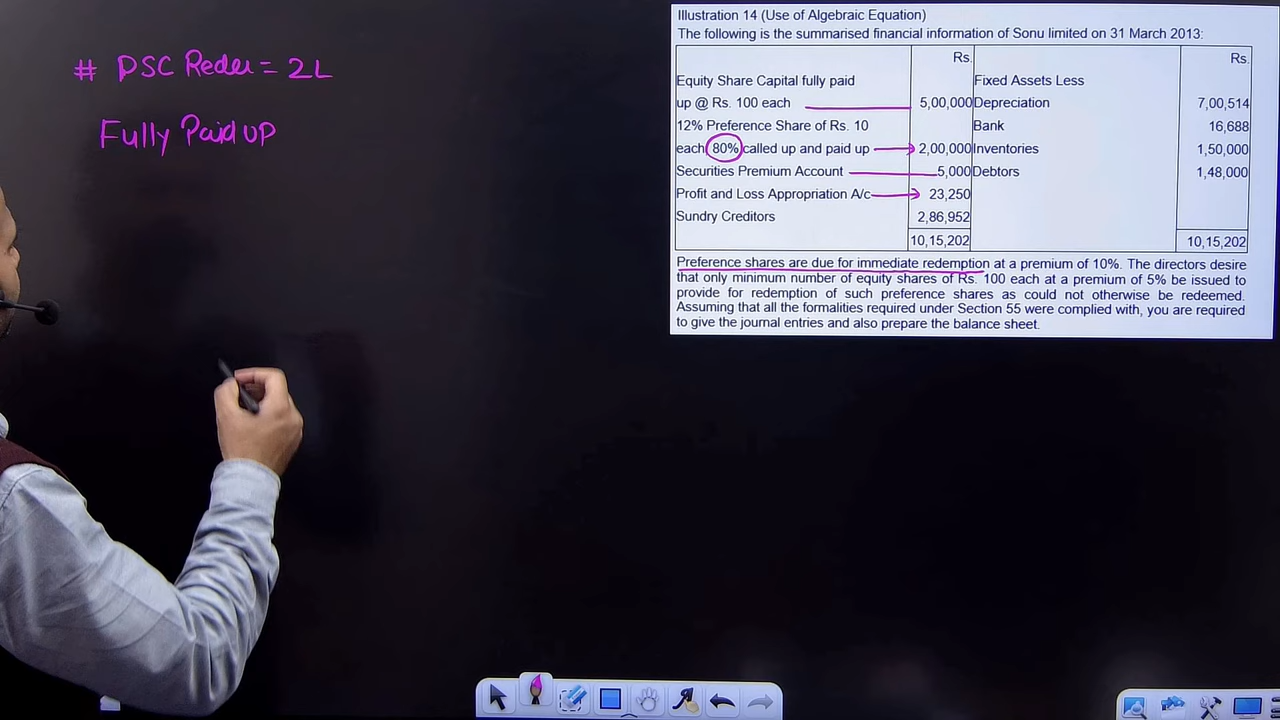 # PSC Redem = 2L
Fully Paid up
Illustration 14 (Use of Algebraic Equation)
The following is the summarised financial information of Sonu limited on 31 March 2013:
Rs. Rs.
Equity Share Capital fully paid Fixed Assets Less
up @ Rs. 100 each 5,00,000 Depreciation 7,00,514
12% Preference Share of Rs. 10 Bank 16,688
each 80% called up and paid up 2,00,000 Inventories 1,50,000
Securities Premium Account 5,000 Debtors 1,48,000
Profit and Loss Appropriation A/c 23,250
Sundry Creditors 2,86,952
10,15,202 10,15,202
Preference shares are due for immediate redemption at a premium of 10%. The directors desire
that only minimum number of equity shares of Rs. 100 each at a premium of 5% be issued to
provide for redemption of such preference shares as could not otherwise be redeemed.
Assuming that all the formalities required under Section 55 were complied with, you are required
to give the journal entries and also prepare the balance sheet.